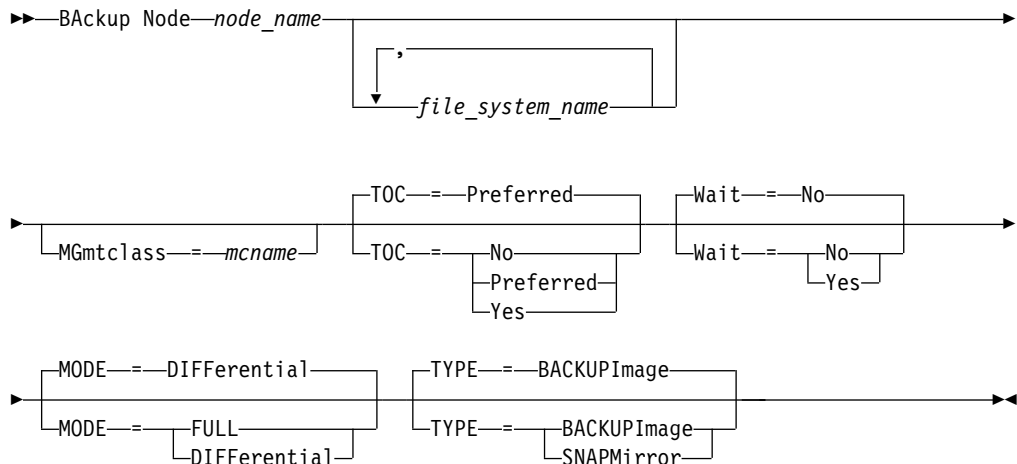 BAckup Node node_name
,
file_system_name
TOC = Preferred Wait = No
MGmtclass = mcname TOC = No Wait = No
Preferred Yes
Yes
MODE = DIFFerential TYPE = BACKUPImage
MODE = FULL TYPE = BACKUPImage
DIFFerential SNAPMirror